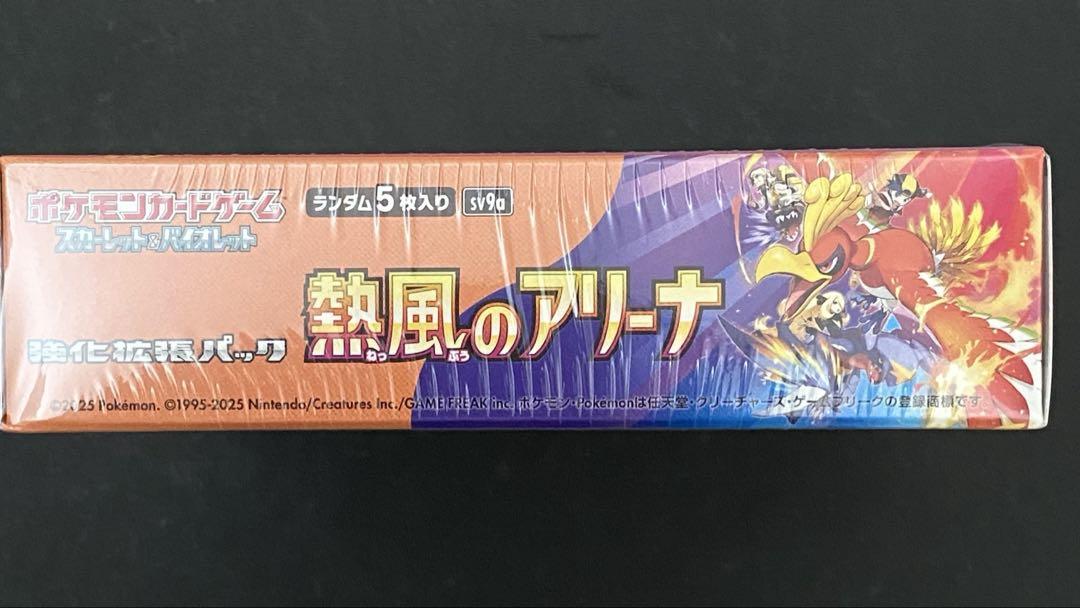 ポケモンカードゲーム
スカーレット&バイオレット
ランダム5枚入り
sv9a
強化拡張パック
熱風のアリーナ
ねっ ぷう
©2025 Pokémon. ©1995-2025 Nintendo/Creatures Inc./GAME FREAK inc. ポケモン・Pokémonは任天堂・クリーチャーズ・ゲームフリークの登録商標です。